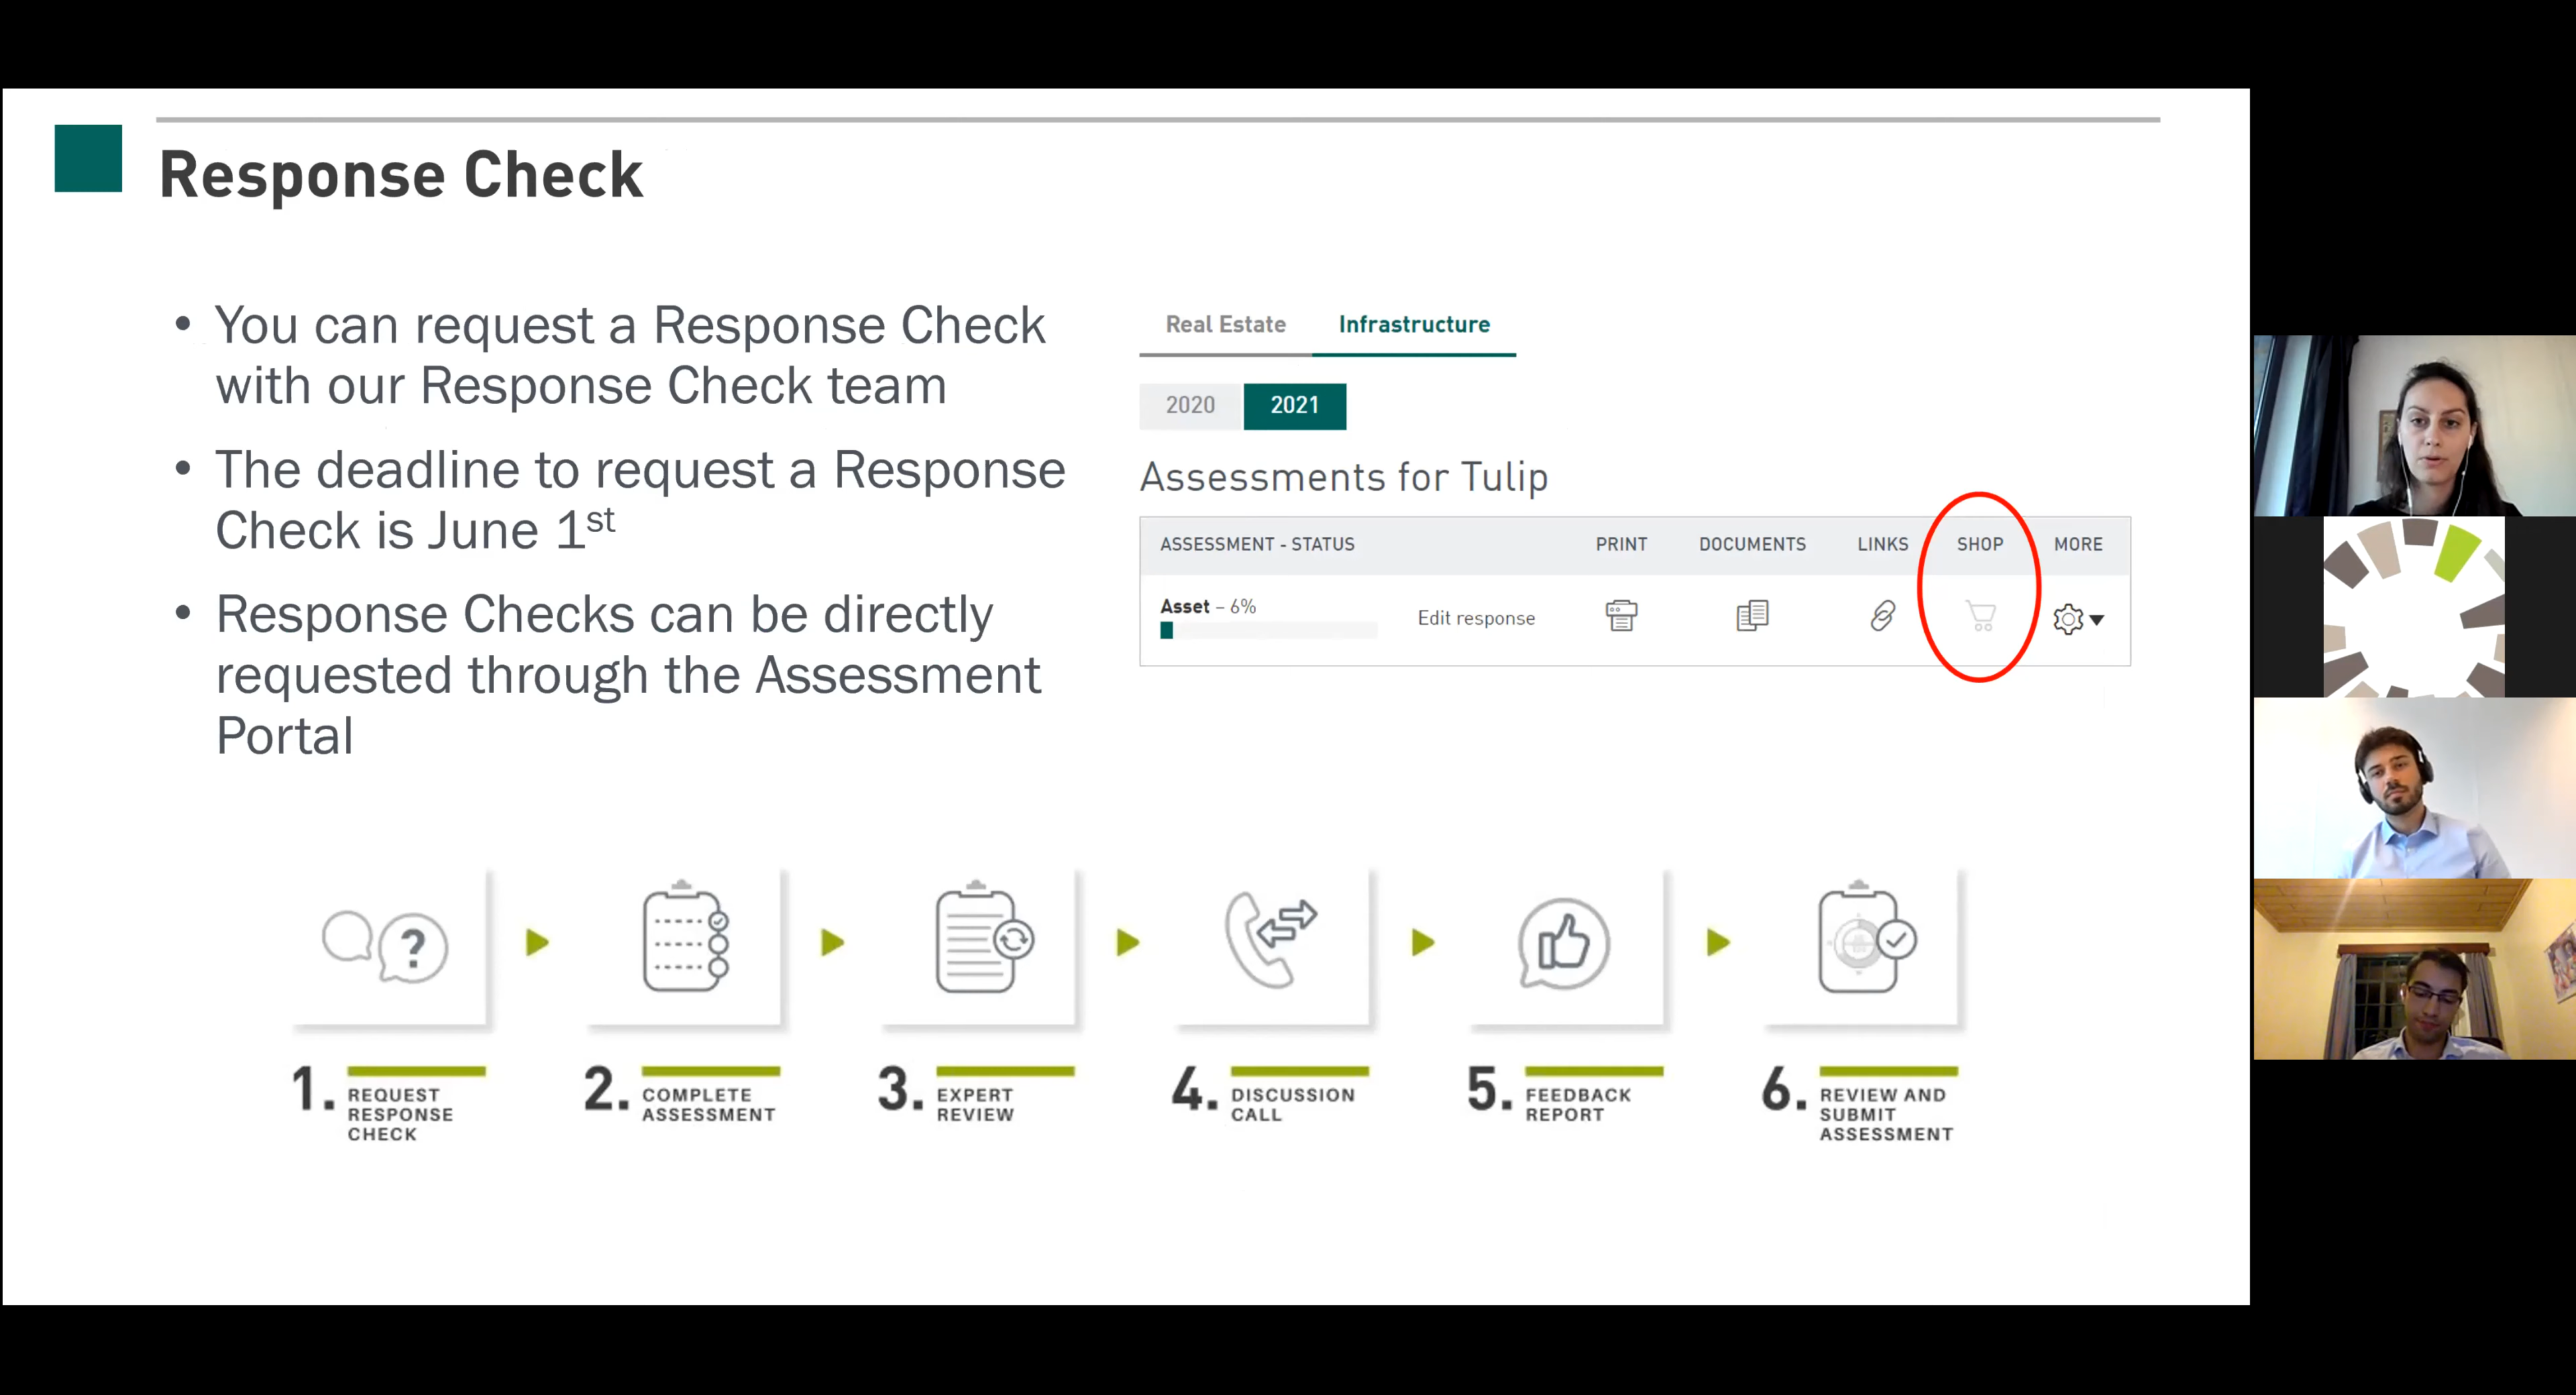 Response Check
• You can request a Response Check
with our Response Check team
• The deadline to request a Response
Check is June 1st
• Response Checks can be directly
requested through the Assessment
Portal
Real Estate Infrastructure
2020 2021
Assessments for Tulip
ASSESSMENT - STATUS PRINT DOCUMENTS LINKS SHOP MORE
Asset – 6%
Edit response
?
1. REQUEST
RESPONSE
CHECK
2. COMPLETE
ASSESSMENT
3. EXPERT
REVIEW
4. DISCUSSION
CALL
5. FEEDBACK
REPORT
6. REVIEW AND
SUBMIT
ASSESSMENT